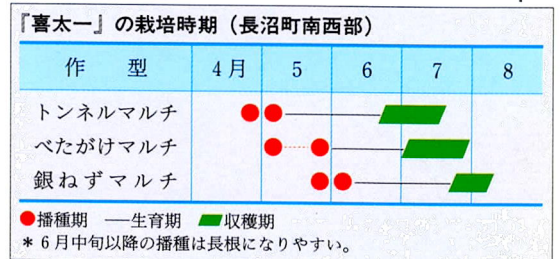 『喜太一』の栽培時期（長沼町南西部）
作型 4月 5 6 7 8
トンネルマルチ
べたがけマルチ
銀ねずマルチ
●播種期 ―生育期 収穫期
＊6月中旬以降の播種は長根になりやすい。